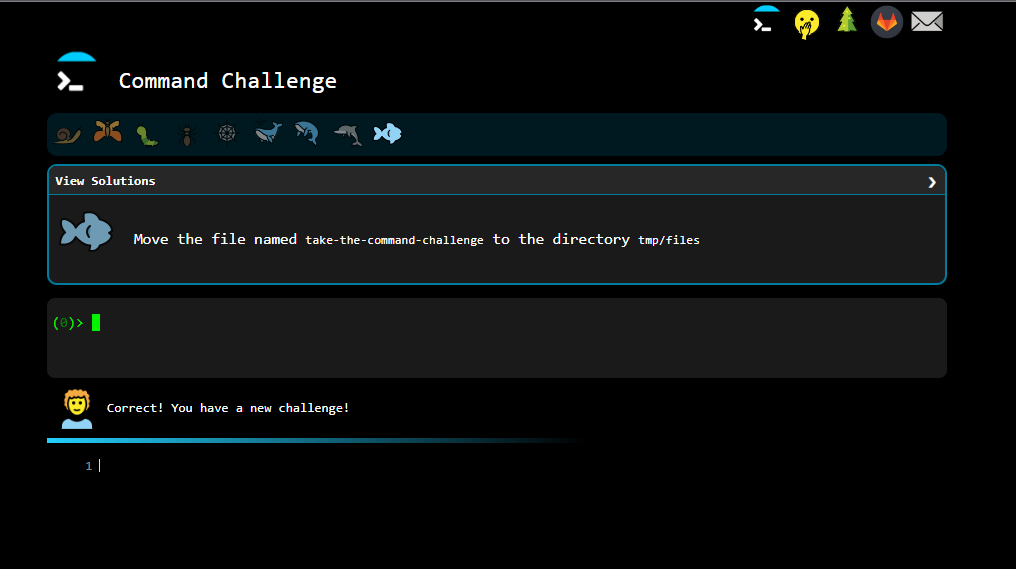 Command Challenge
View Solutions
Move the file named take-the-command-challenge to the directory tmp/files
(0)>
Correct! You have a new challenge!
1